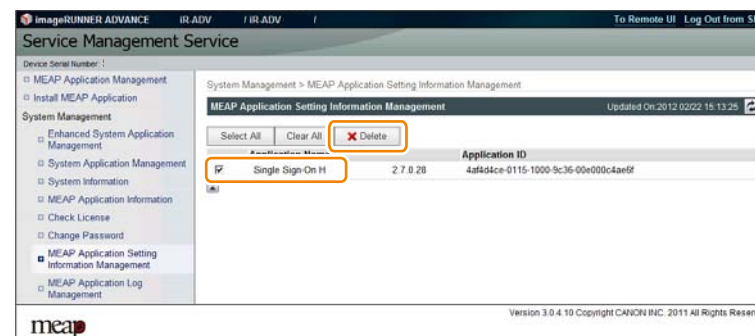 imageRUNNER ADVANCE iR-ADV / iR-ADV / To Remote UI Log Out from S
Service Management Service
Device Serial Number:
MEAP Application Management
Install MEAP Application
System Management
Enhanced System Application
Management
System Application Management
System Information
MEAP Application Information
Check License
Change Password
MEAP Application Setting
Information Management
MEAP Application Log
Management
System Management > MEAP Application Setting Information Management
MEAP Application Setting Information Management Updated On:2012 02/22 15:13:25
Select All Clear All Delete
Application Name Application ID
Single Sign-On H 2.7.0.28 4af4d4ce-0115-1000-9c36-00e000c4ae6f
Version 3.0.4.10 Copyright CANON INC. 2011 All Rights Reser
meap